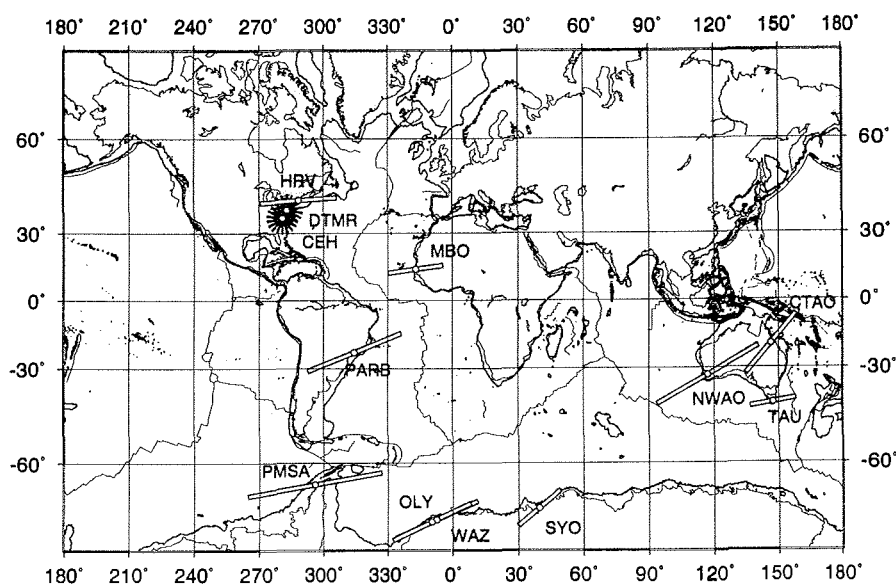 180 210 240 270 300 330 0° 30 60 90 120 150 180
60° 60°
HRV
DTMR
30° 30°
CEH
MBO
0° 0°
CTAO
-30° -30°
PARB
NWAO
TAU
-60° -60°
PMSA
OLY
WAZ
SYO
180 210 240 270 300 330 0° 30 60 90 120 150 180